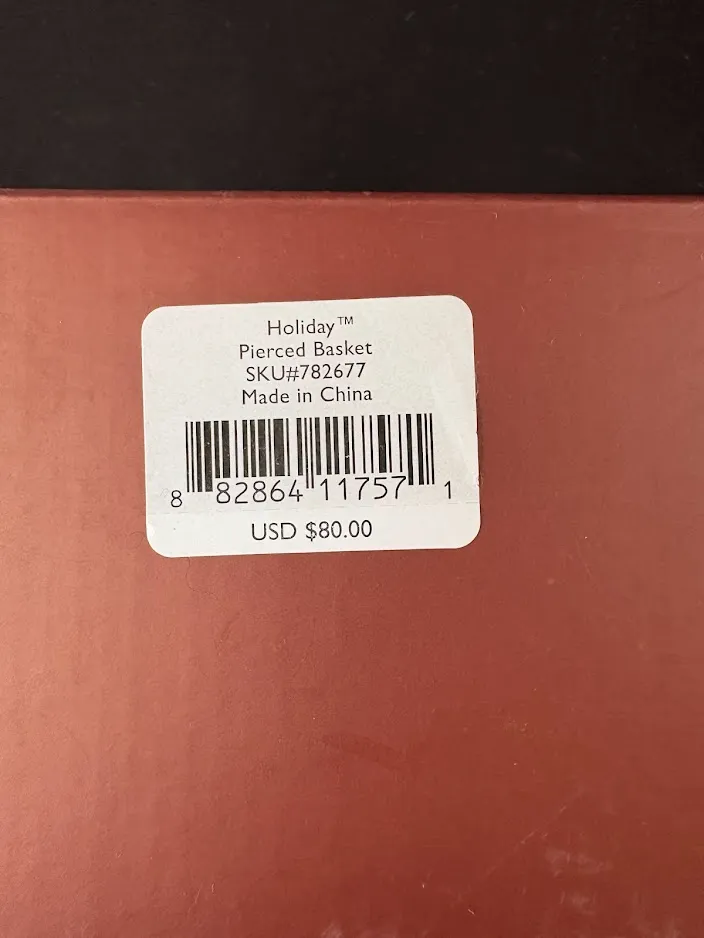 Holiday™
Pierced Basket
SKU#782677
Made in China
8 82864 11757 1
USD $80.00